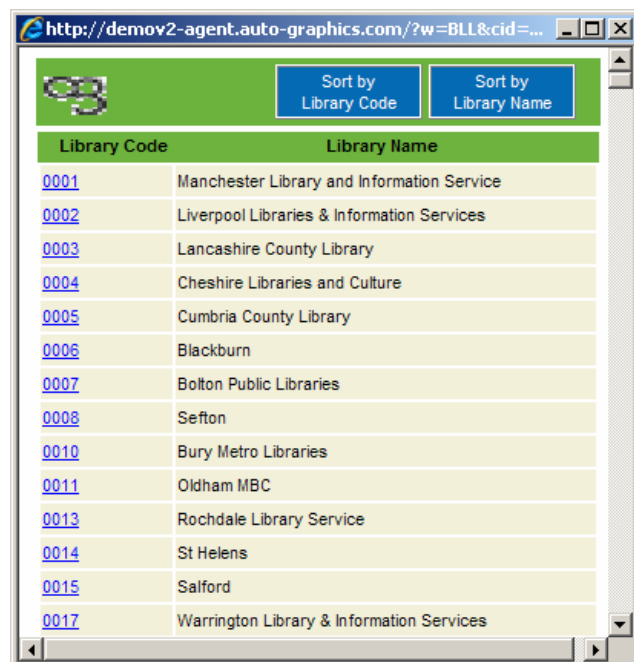 http://demov2-agent.auto-graphics.com/?w=BLL&cid=...
ag
Sort by
Library Code
Sort by
Library Name
Library Code Library Name
0001 Manchester Library and Information Service
0002 Liverpool Libraries & Information Services
0003 Lancashire County Library
0004 Cheshire Libraries and Culture
0005 Cumbria County Library
0006 Blackburn
0007 Bolton Public Libraries
0008 Sefton
0010 Bury Metro Libraries
0011 Oldham MBC
0013 Rochdale Library Service
0014 St Helens
0015 Salford
0017 Warrington Library & Information Services